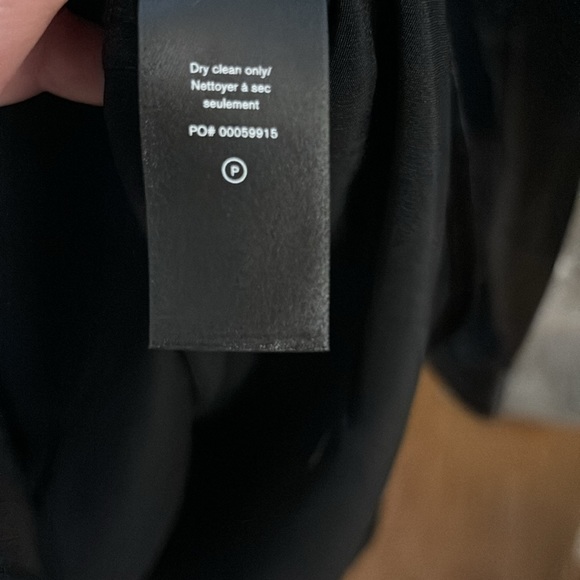 Dry clean only/
Nettoyer à sec
seulement
PO# 00059915
P